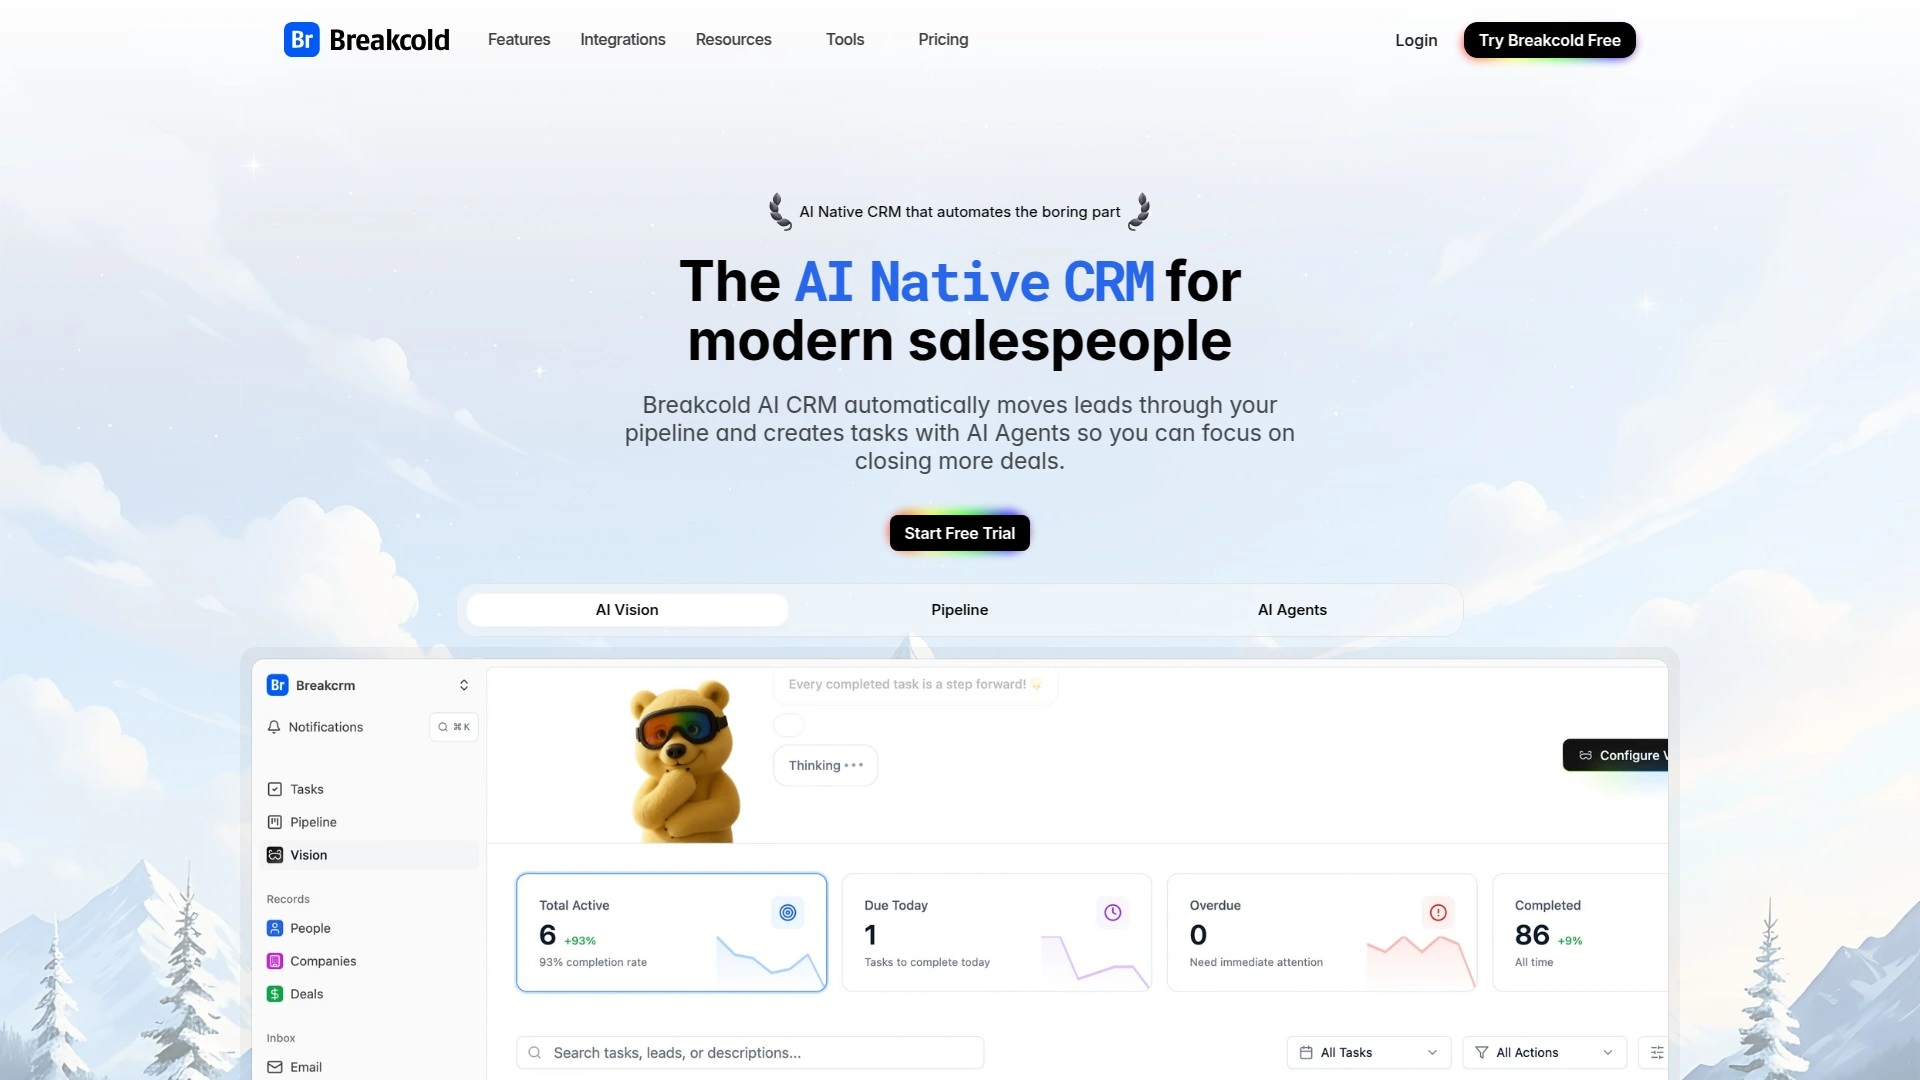 Br Breakcold
Features
Integrations
Resources
Tools
Pricing
Login
Try Breakcold Free
AI Native CRM that automates the boring part
The AI Native CRM for
modern salespeople
Breakcold AI CRM automatically moves leads through your
pipeline and creates tasks with AI Agents so you can focus on
closing more deals.
Start Free Trial
AI Vision
Pipeline
AI Agents
Br Breakcrm
Notifications
⌘ K
Tasks
Pipeline
Vision
Records
People
Companies
Deals
Inbox
Email
Every completed task is a step forward!
Thinking •••
Configure
Total Active
6 +93%
93% completion rate
Due Today
1
Tasks to complete today
Overdue
0
Need immediate attention
Completed
86 +9%
All time
Search tasks, leads, or descriptions...
All Tasks
All Actions